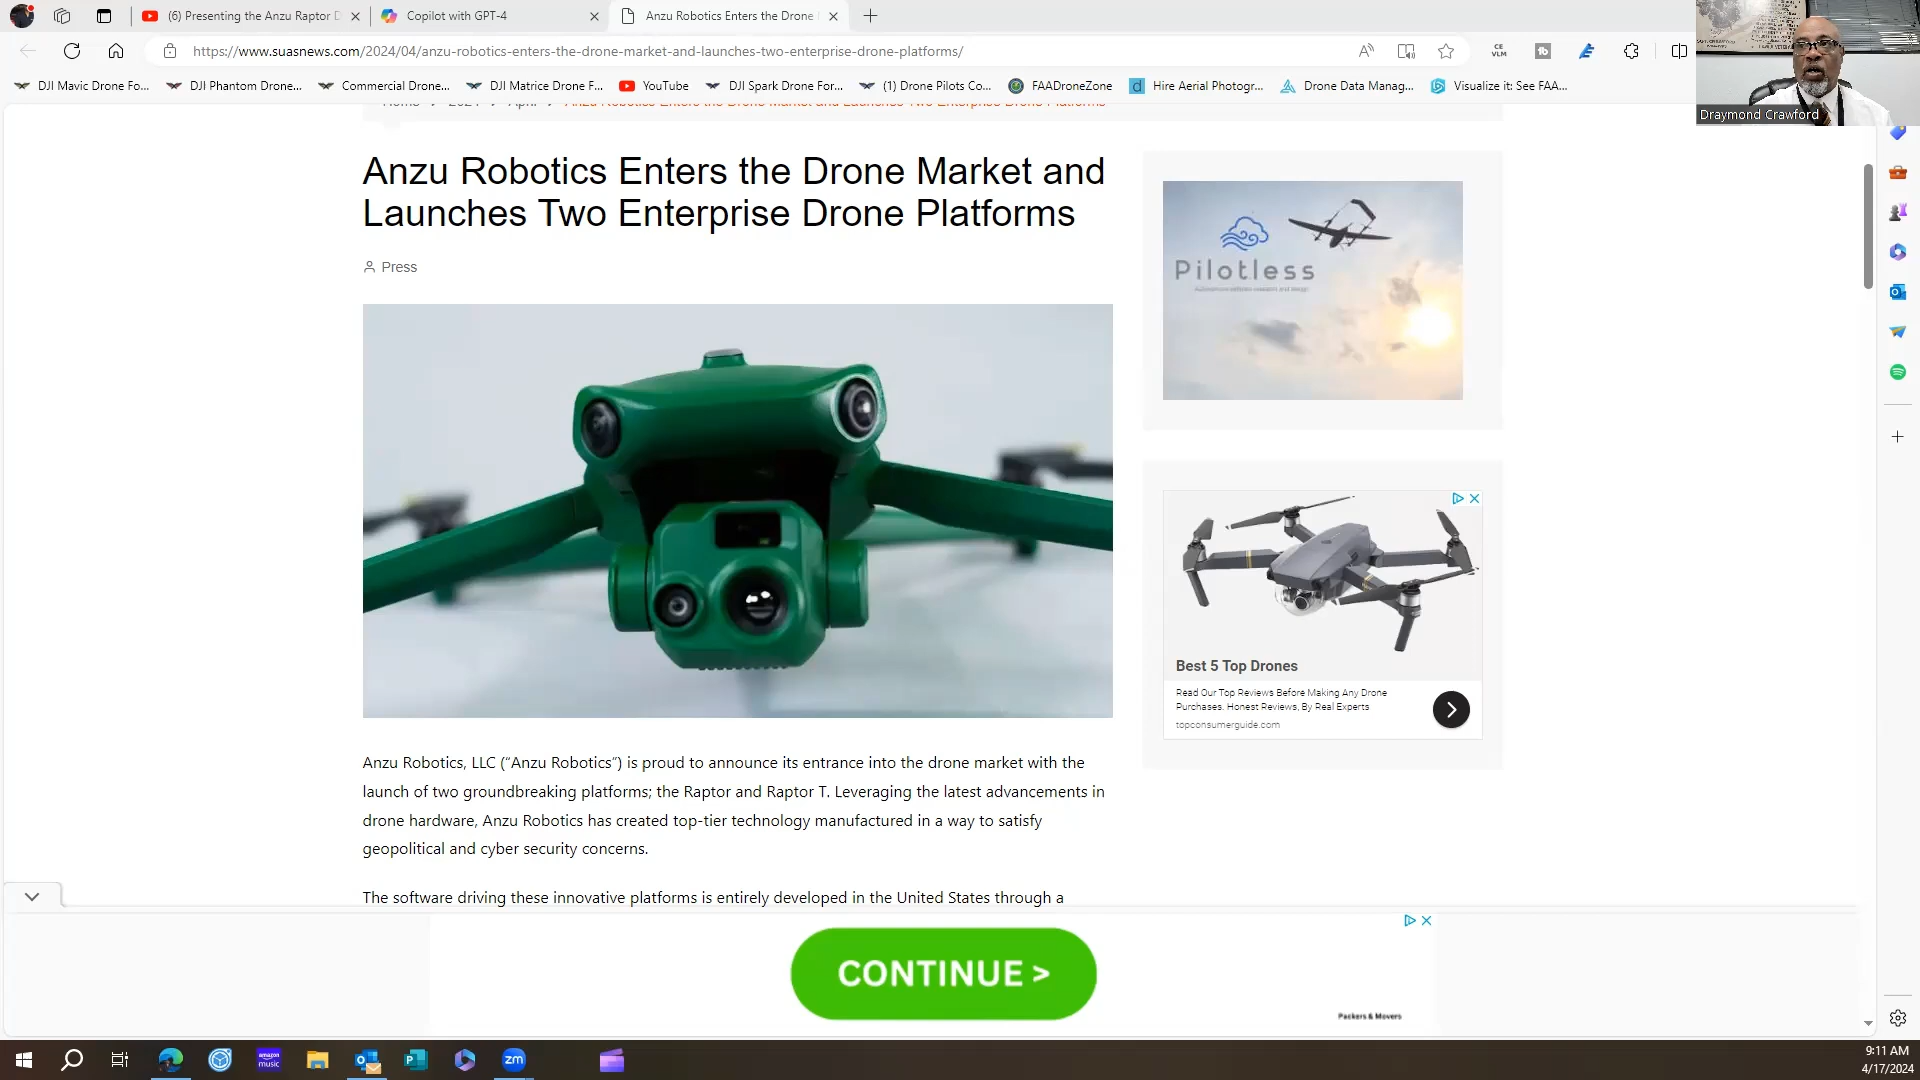 (6) Presenting the Anzu Raptor D
Copilot with GPT-4
Anzu Robotics Enters the Drone
https://www.suasnews.com/2024/04/anzu-robotics-enters-the-drone-market-and-launches-two-enterprise-drone-platforms/
CE
VLM
DJI Mavic Drone Fo...
DJI Phantom Drone...
Commercial Drone...
DJI Matrice Drone F...
YouTube
DJI Spark Drone For...
(1) Drone Pilots Co...
FAADroneZone
Hire Aerial Photogr...
Drone Data Manag...
Visualize it: See FAA...
Draymond Crawford
Home > 2024 > April > Anzu Robotics Enters the Drone Market and Launches Two Enterprise Drone Platforms
Anzu Robotics Enters the Drone Market and
Launches Two Enterprise Drone Platforms
Press
Pilotless
Anzu Robotics, LLC (“Anzu Robotics”) is proud to announce its entrance into the drone market with the
launch of two groundbreaking platforms; the Raptor and Raptor T. Leveraging the latest advancements in
drone hardware, Anzu Robotics has created top-tier technology manufactured in a way to satisfy
geopolitical and cyber security concerns.
The software driving these innovative platforms is entirely developed in the United States through a
Best 5 Top Drones
Read Our Top Reviews Before Making Any Drone
Purchases. Honest Reviews, By Real Experts
topconsumerguide.com
CONTINUE >
Packers & Movers
amazon
music
zm
9:11 AM
4/17/2024